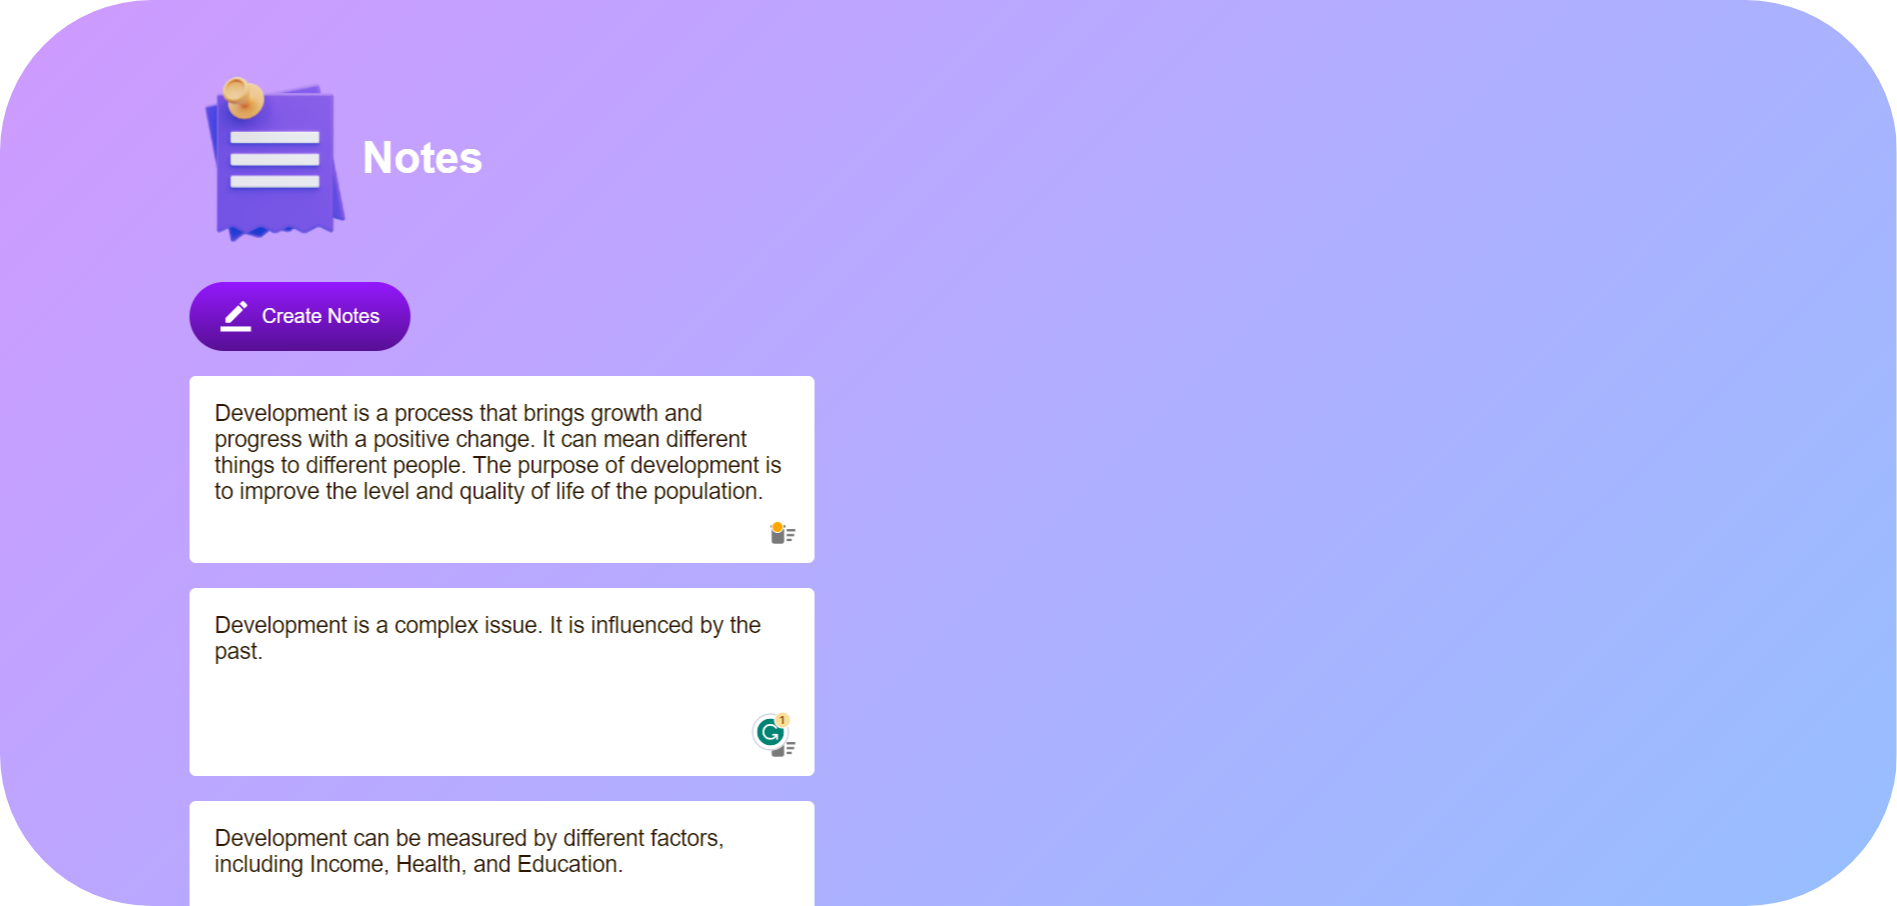 Notes
Create Notes
Development is a process that brings growth and
progress with a positive change. It can mean different
things to different people. The purpose of development is
to improve the level and quality of life of the population.
Development is a complex issue. It is influenced by the
past.
1
Development can be measured by different factors,
including Income, Health, and Education.